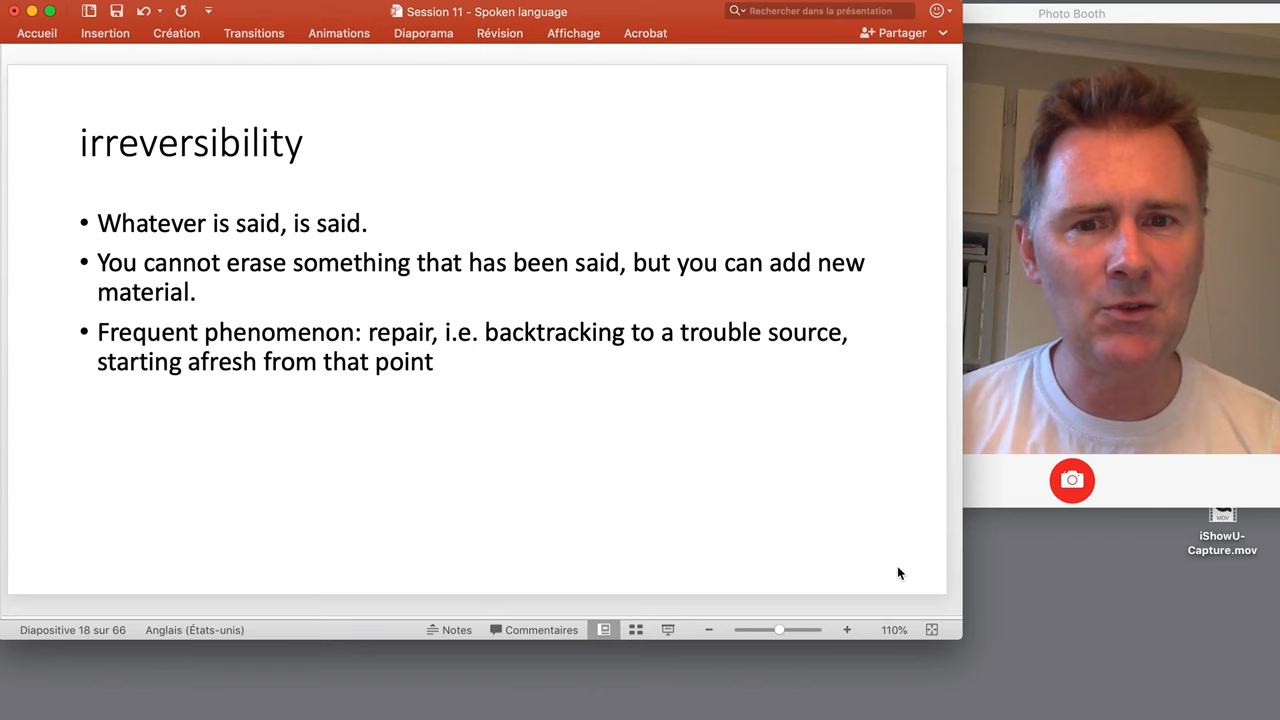 Session 11 - Spoken language
Rechercher dans la présentation
Photo Booth
Accueil Insertion Création Transitions Animations Diaporama Révision Affichage Acrobat Partager
irreversibility
• Whatever is said, is said.
• You cannot erase something that has been said, but you can add new
material.
• Frequent phenomenon: repair, i.e. backtracking to a trouble source,
starting afresh from that point
MOV
iShowU-
Capture.mov
Diapositive 18 sur 66 Anglais (États-unis) Notes Commentaires 110%